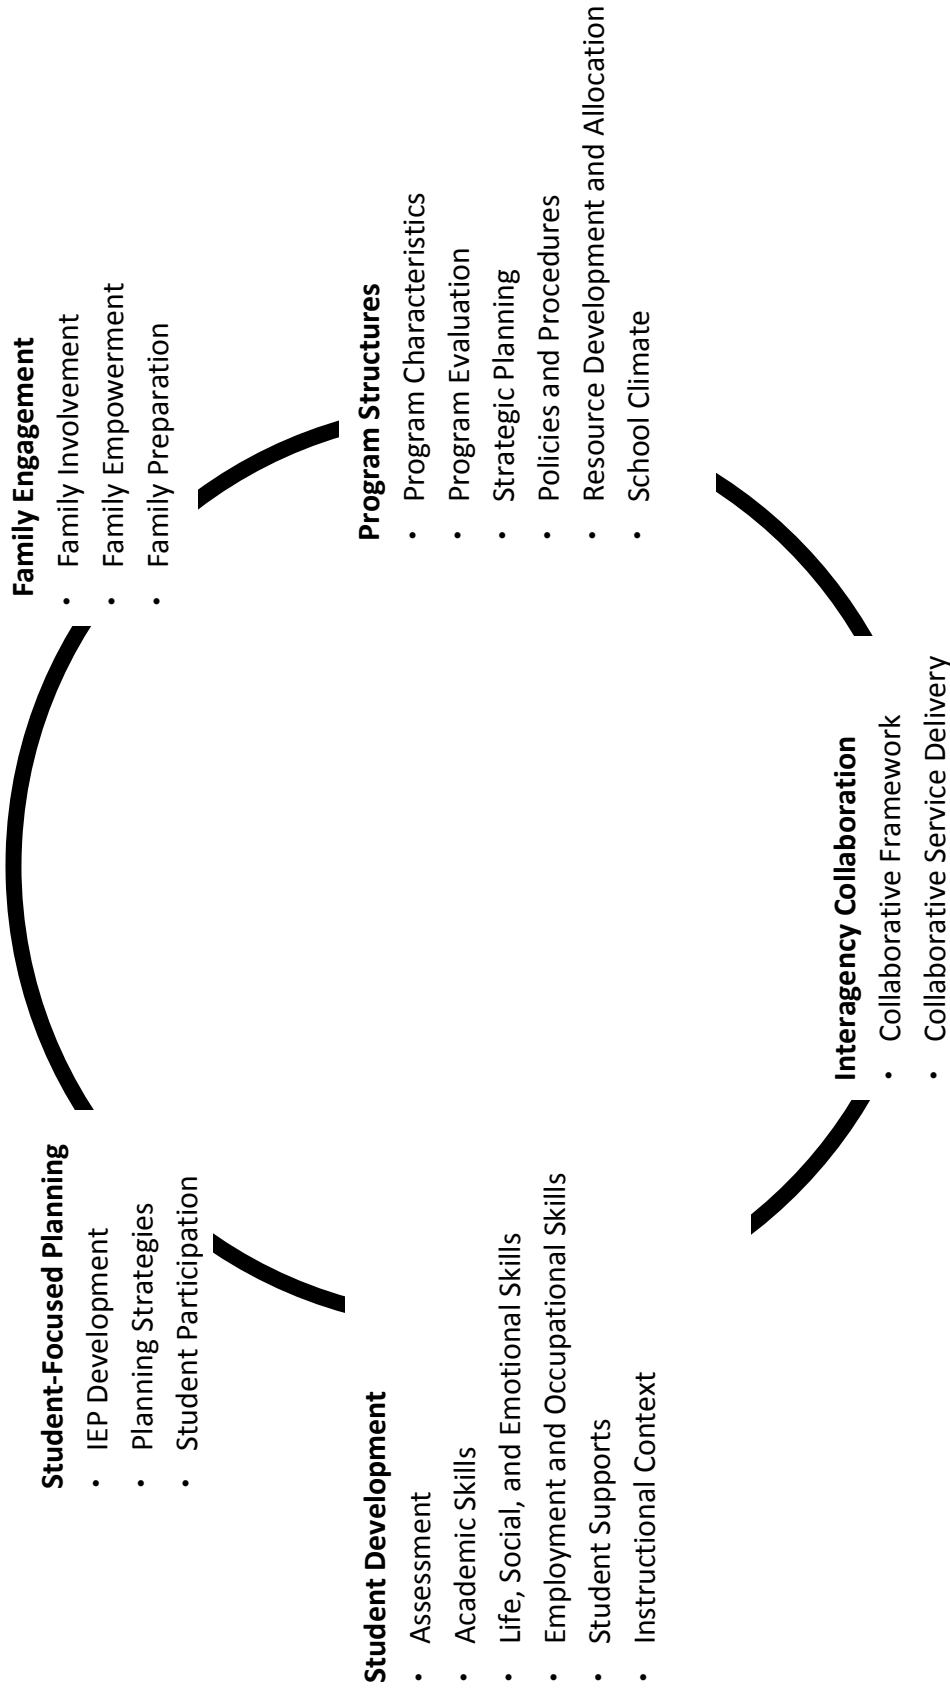 Student-Focused Planning
• IEP Development
• Planning Strategies
• Student Participation
Family Engagement
• Family Involvement
• Family Empowerment
• Family Preparation
Student Development
• Assessment
• Academic Skills
• Life, Social, and Emotional Skills
• Employment and Occupational Skills
• Student Supports
• Instructional Context
Program Structures
• Program Characteristics
• Program Evaluation
• Strategic Planning
• Policies and Procedures
• Resource Development and Allocation
• School Climate
Interagency Collaboration
• Collaborative Framework
• Collaborative Service Delivery